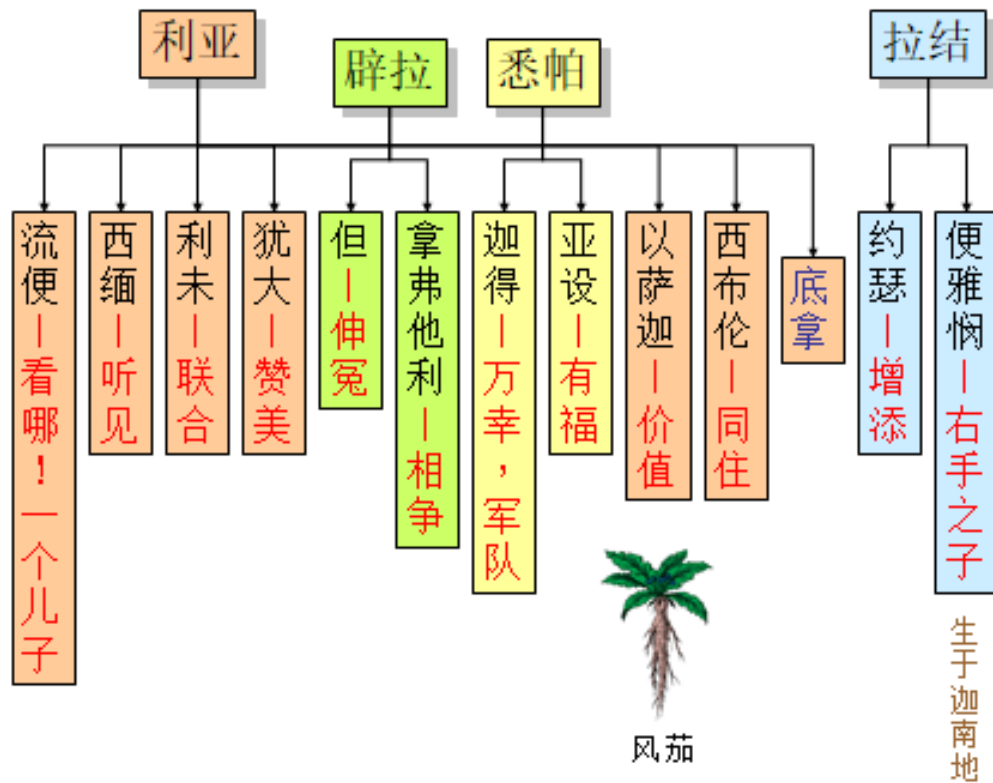 利亚
辟拉
悉帕
拉结
流便－看哪！一个儿子
西缅－听见
利未－联合
犹大－赞美
但－伸冤
拿弗他利－相争
迦得－万幸，军队
亚设－有福
以萨迦－价值
西布伦－同住
底拿
约瑟－增添
便雅悯－右手之子
生于迦南地
风茄